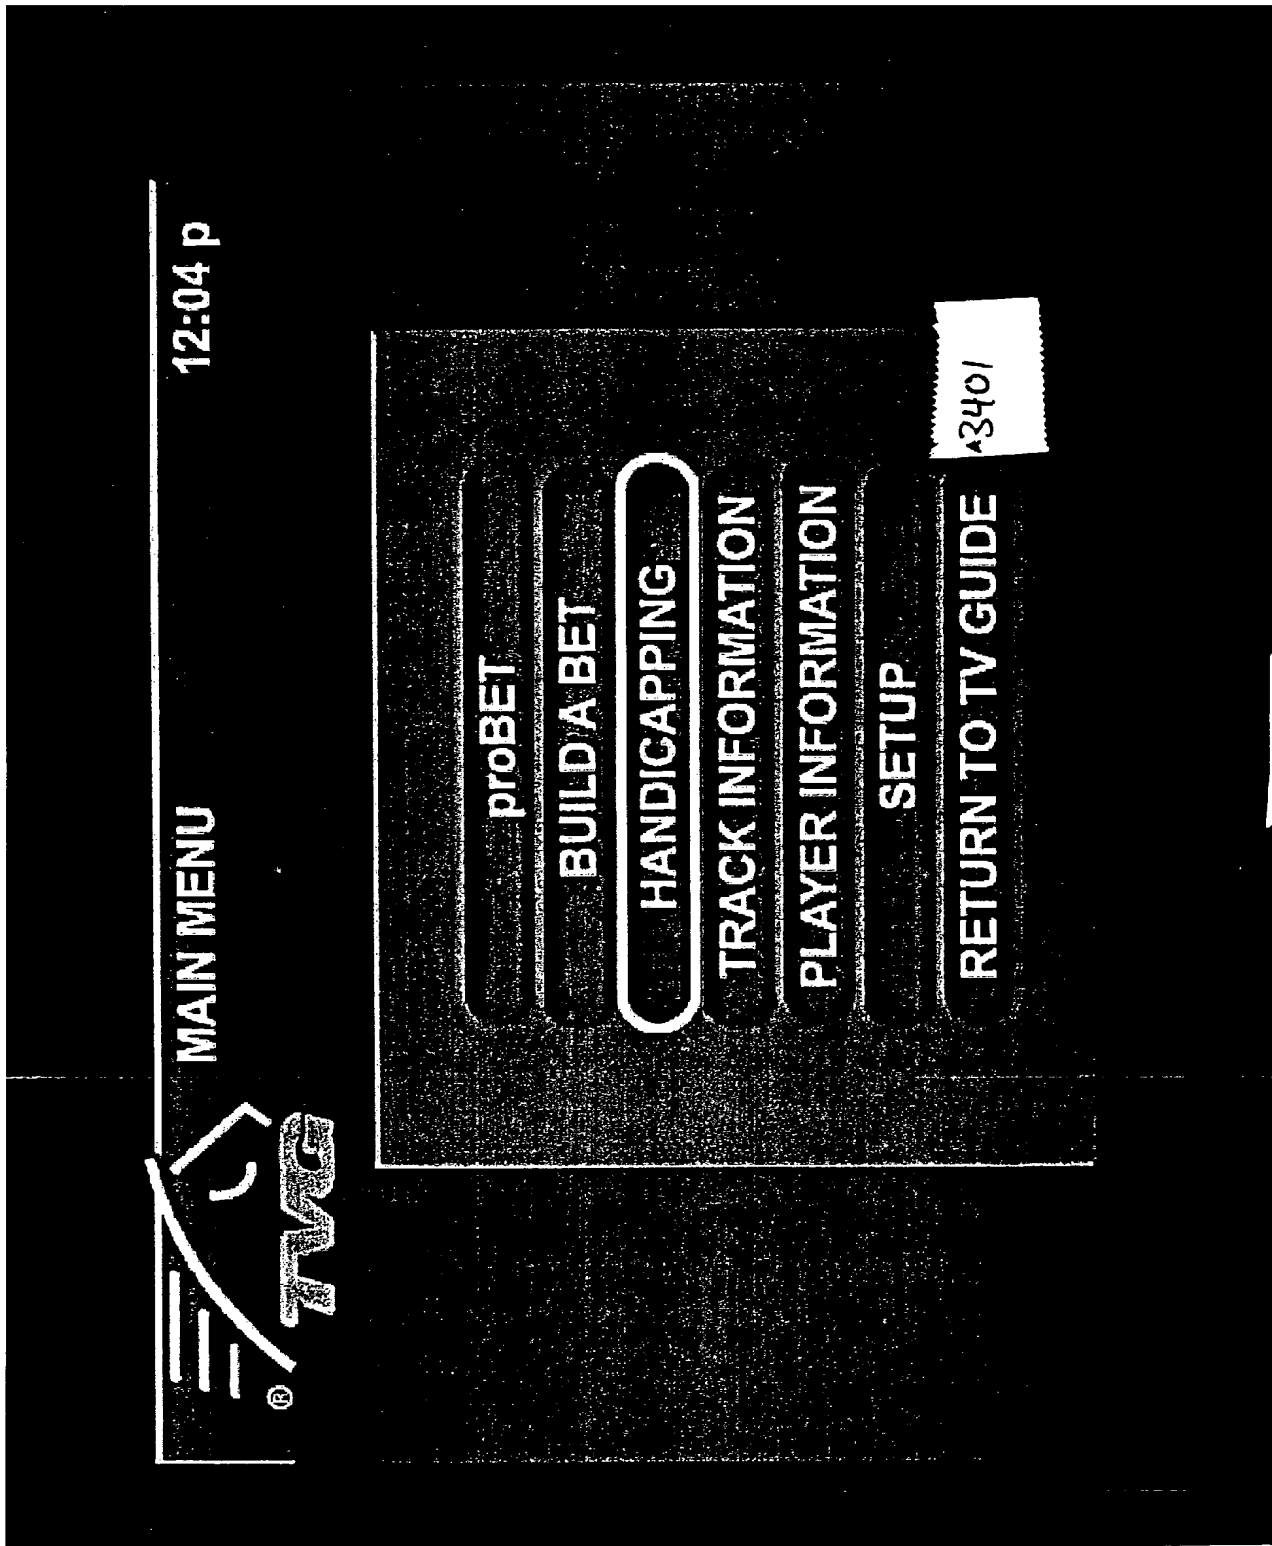 MAIN MENU
12:04 p
®
TVG
proBET
BUILD A BET
HANDICAPPING
TRACK INFORMATION
PLAYER INFORMATION
SETUP
RETURN TO TV GUIDE
3401